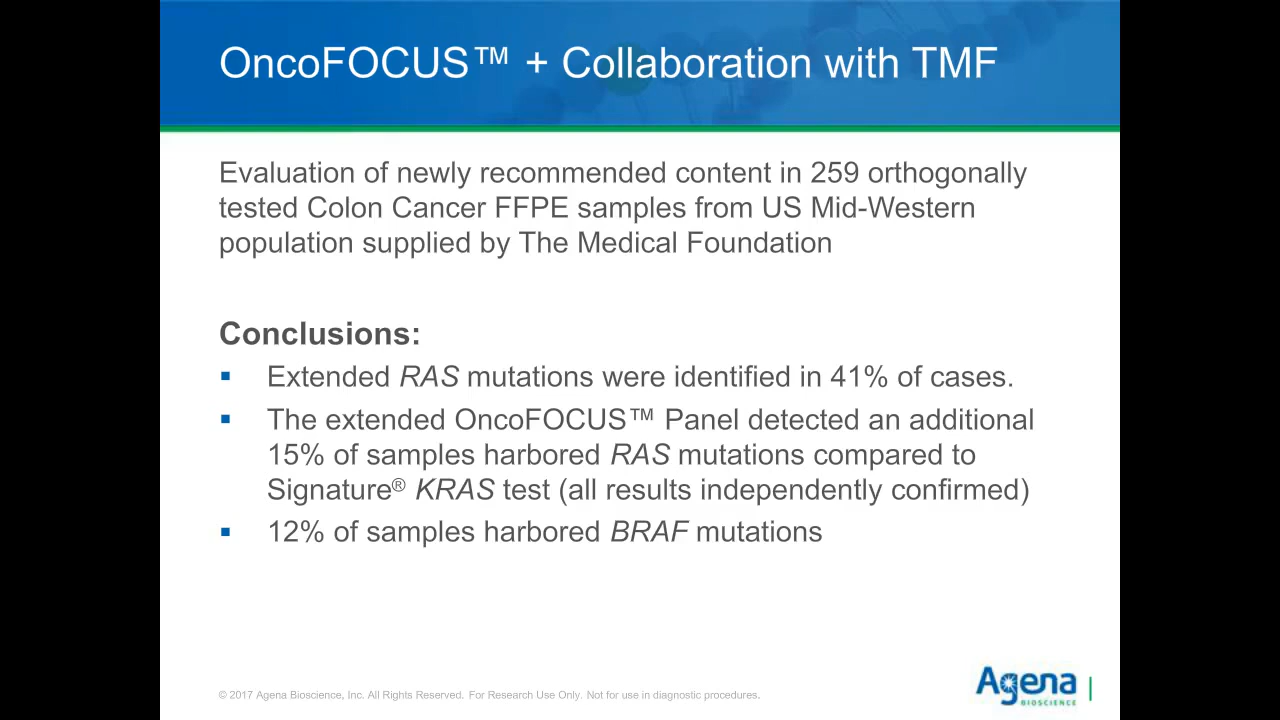 OncoFOCUS™ + Collaboration with TMF
Evaluation of newly recommended content in 259 orthogonally
tested Colon Cancer FFPE samples from US Mid-Western
population supplied by The Medical Foundation
Conclusions:
▪ Extended RAS mutations were identified in 41% of cases.
▪ The extended OncoFOCUS™ Panel detected an additional
15% of samples harbored RAS mutations compared to
Signature® KRAS test (all results independently confirmed)
▪ 12% of samples harbored BRAF mutations
© 2017 Agena Bioscience, Inc. All Rights Reserved. For Research Use Only. Not for use in diagnostic procedures.
Agena
BIOSCIENCE